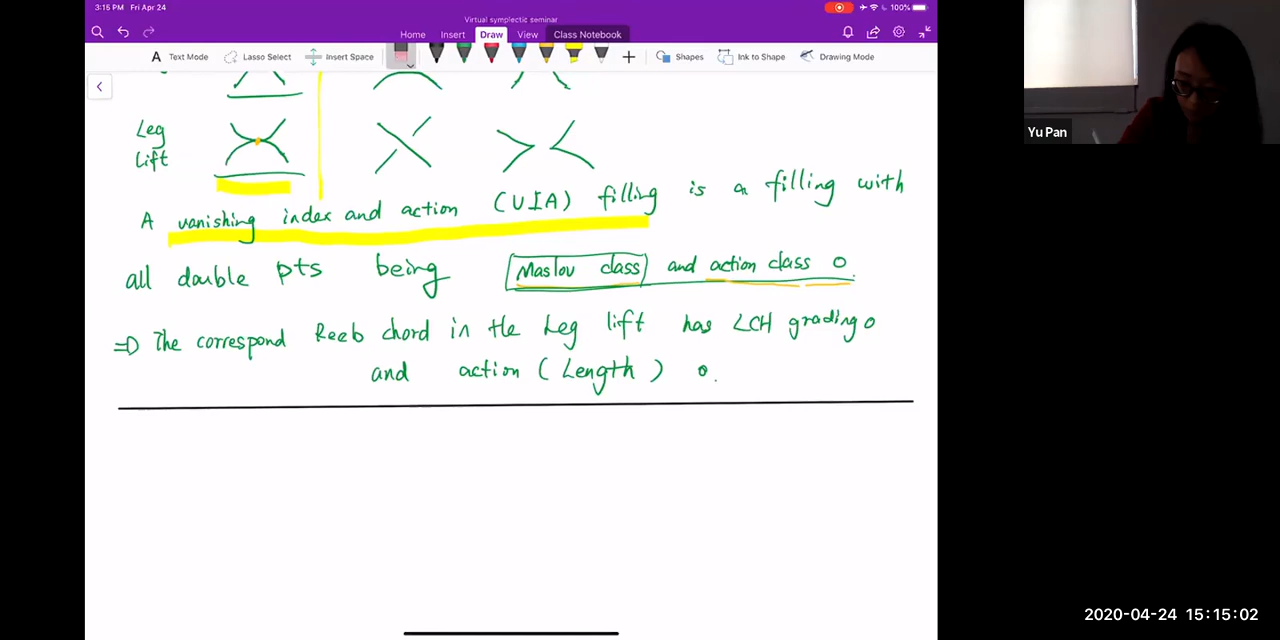 3:15 PM Fri Apr 24
100%
Virtual symplectic seminar
Home Insert Draw View Class Notebook
Text Mode Lasso Select Insert Space Shapes Ink to Shape Drawing Mode
Yu Pan
Leg
Lift
A vanishing index and action (VIA) filling is a filling with
all double pts being Maslov class and action class 0.
⇒ The correspond Reeb chord in the Leg lift has LCH grading 0
and action (Length) 0.
2020-04-24 15:15:02